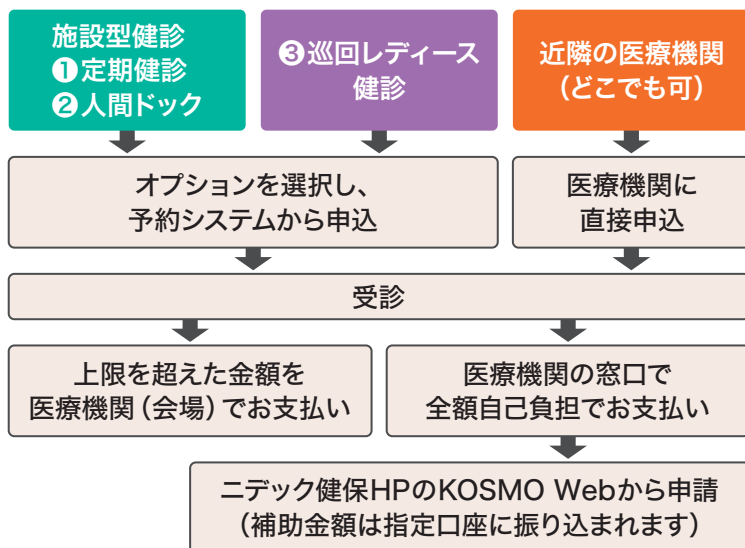 施設型健診
❶定期健診
❷人間ドック
❸巡回レディース
健診
近隣の医療機関
（どこでも可）
オプションを選択し、
予約システムから申込
医療機関に
直接申込
受診
上限を超えた金額を
医療機関（会場）でお支払い
医療機関の窓口で
全額自己負担でお支払い
ニデック健保HPのKOSMO Webから申請
（補助金額は指定口座に振り込まれます）